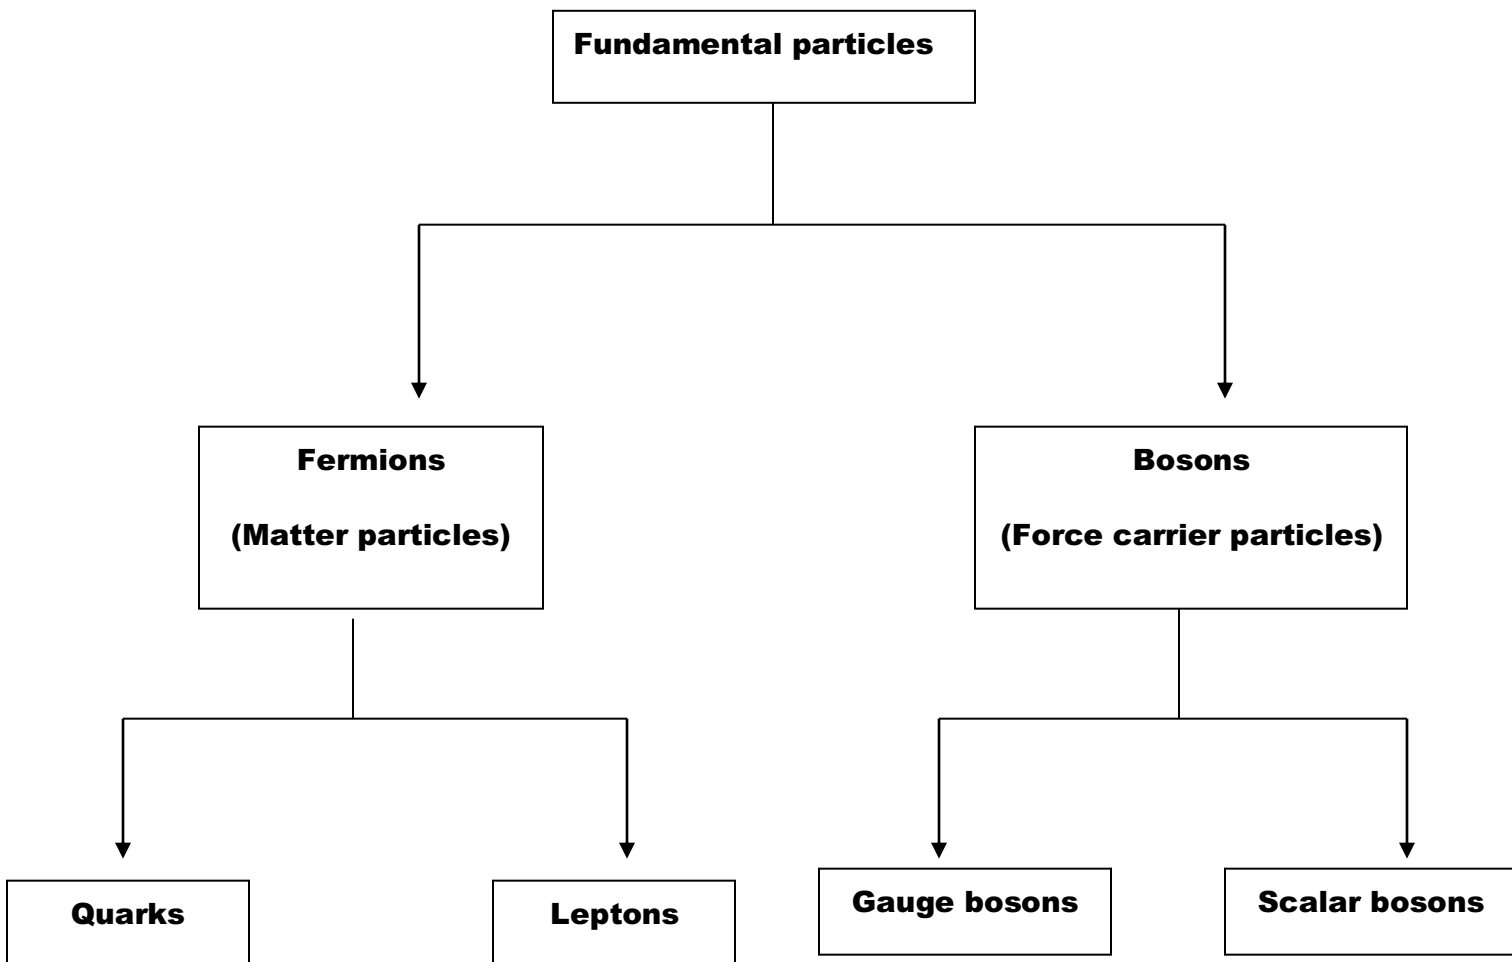 Fundamental particles
Fermions
(Matter particles)
Bosons
(Force carrier particles)
Quarks
Leptons
Gauge bosons
Scalar bosons